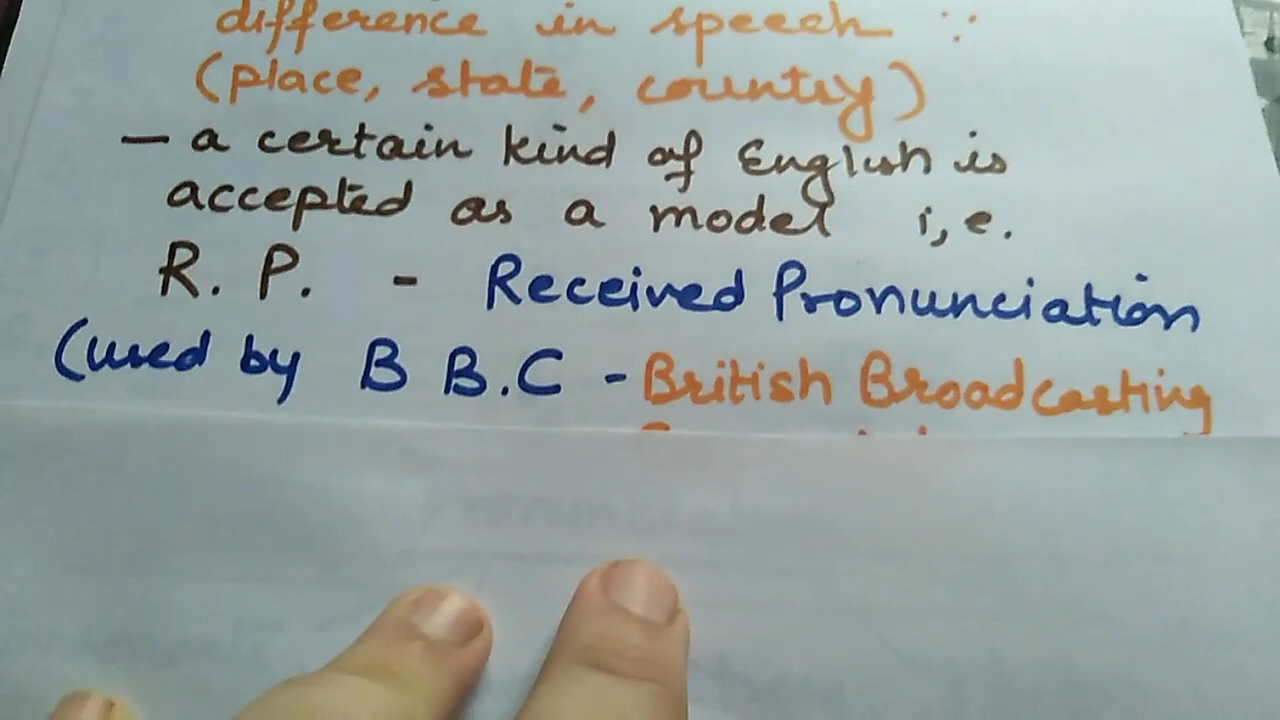 difference in speech ∵
(place, state, country)
— a certain kind of English is
accepted as a model i,e.
R. P. - Received Pronunciation
(used by B B.C - British Broadcasting